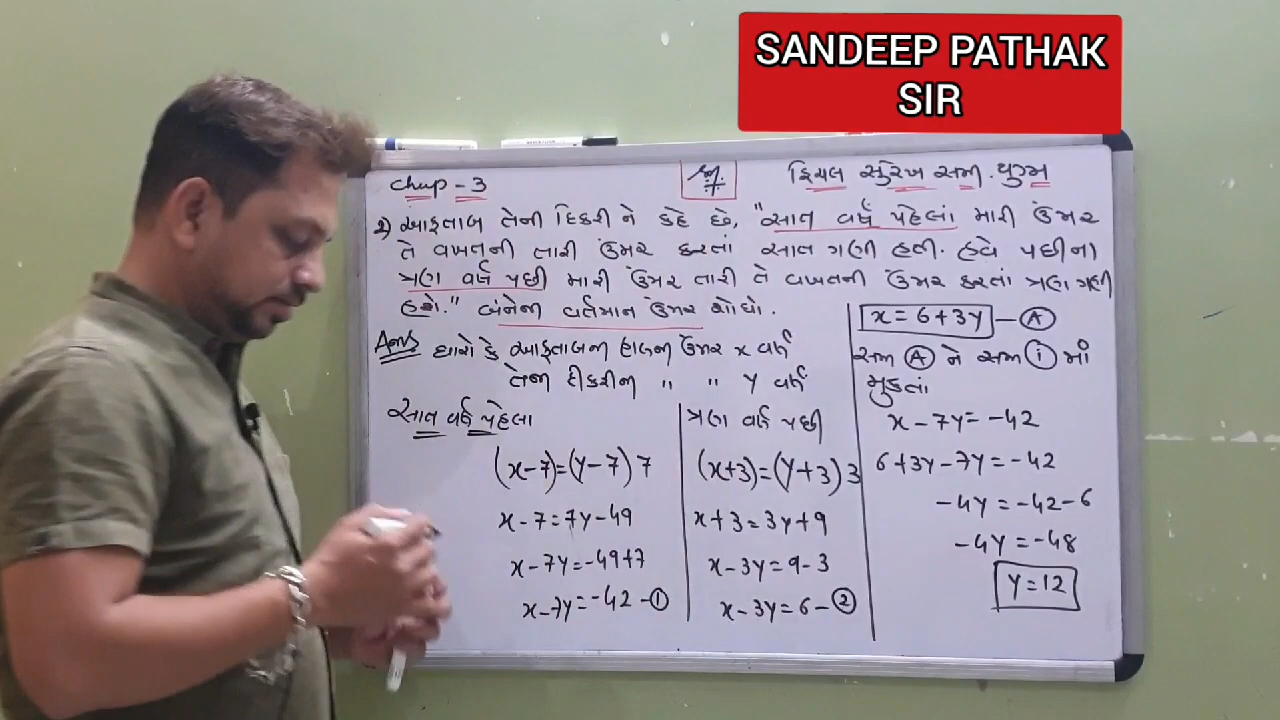 SANDEEP PATHAK
SIR
Chap - 3
દ્વિચલ સુરેખ સમી. યુગ્મ
૨) આફતાબ તેની દિકરી ને કહે છે, "સાત વર્ષ પહેલાં મારી ઉંમર
તે વખતની તારી ઉંમર કરતાં સાત ગણી હતી. હવે પછીના
ત્રણ વર્ષ પછી મારી ઉંમર તારી તે વખતની ઉંમર કરતાં ત્રણ ગણી
હશે." બંનેની વર્તમાન ઉંમર શોધો.
Ans ધારો કે આફતાબની હાલની ઉંમર x વર્ષ
તેની દીકરીની " " y વર્ષ
સાત વર્ષ પહેલા
(x-7)=(y-7)7
x-7=7y-49
x-7y=-49+7
x-7y=-42 -①
ત્રણ વર્ષ પછી
(x+3)=(y+3)3
x+3=3y+9
x-3y=9-3
x-3y=6-②
x=6+3y -Ⓐ
સમી Ⓐ ને સમી ⓘ માં
મુકતાં
x-7y=-42
6+3y-7y=-42
-4y=-42-6
-4y=-48
y=12